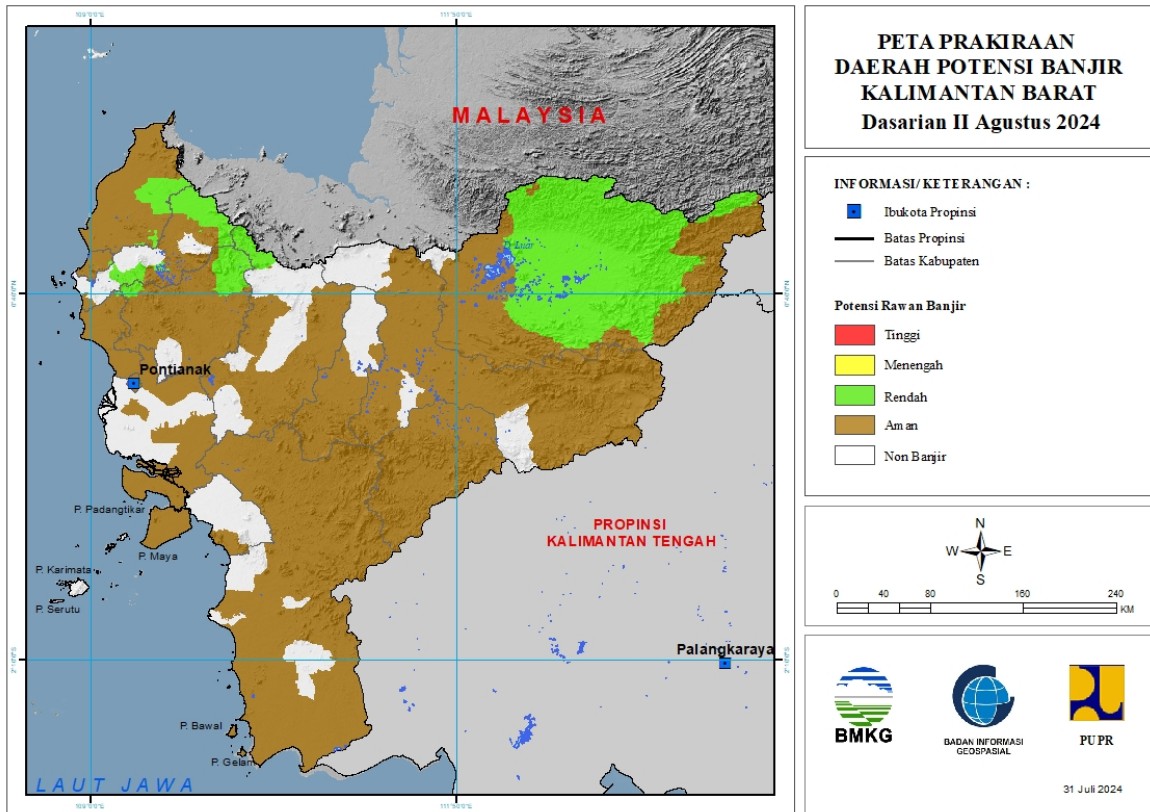 PETA PRAKIRAAN
DAERAH POTENSI BANJIR
KALIMANTAN BARAT
Dasarian II Agustus 2024
INFORMASI/KETERANGAN :
Ibukota Propinsi
Batas Propinsi
Batas Kabupaten
Potensi Rawan Banjir
Tinggi
Menengah
Rendah
Aman
Non Banjir
N
W E
S
0 40 80 160 240
KM
BMKG
BADAN INFORMASI
GEOSPASIAL
PUPR
31 Juli 2024
MALAYSIA
Pontianak
P. Padangtikar
P. Maya
P. Karimata
P. Serutu
PROPINSI
KALIMANTAN TENGAH
Palangkaraya
P. Bawal
P. Gelam
LAUT JAWA